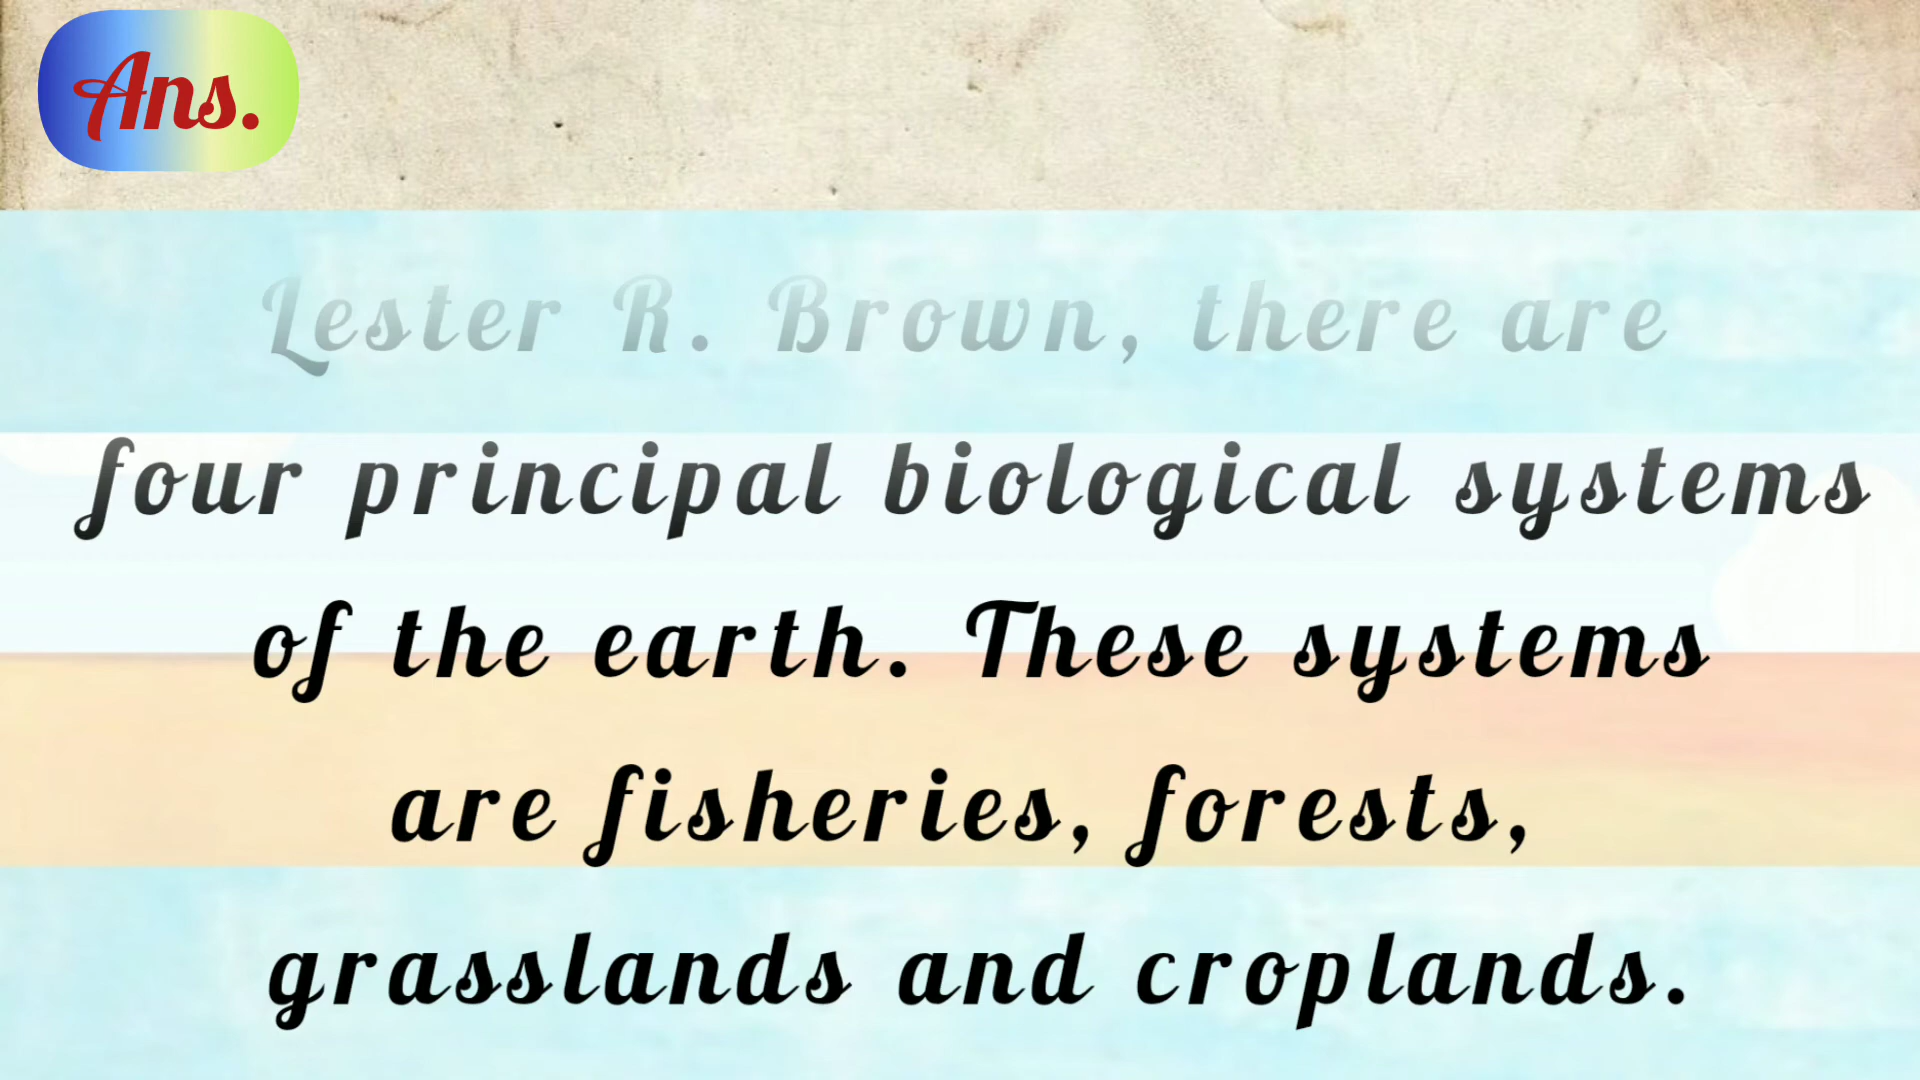 Ans.
Lester R. Brown, there are
four principal biological systems
of the earth. These systems
are fisheries, forests,
grasslands and croplands.